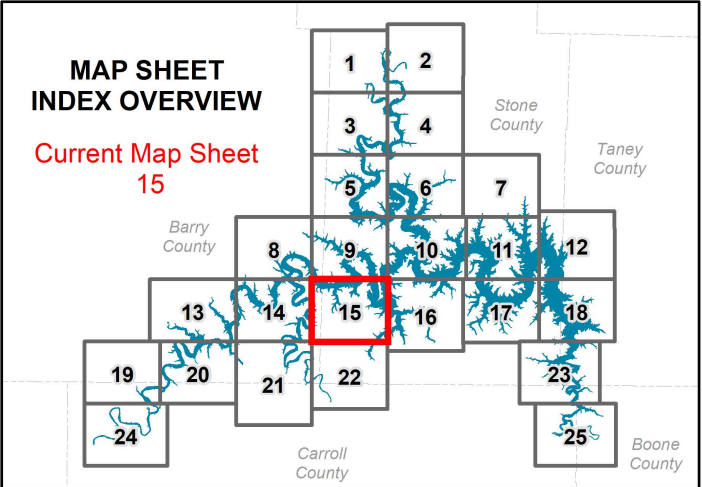 MAP SHEET
INDEX OVERVIEW
Current Map Sheet
15
1
2
Stone
County
3
4
Taney
County
5
6
7
Barry
County
8
9
10
11
12
13
14
15
16
17
18
19
20
21
22
23
24
25
Carroll
County
Boone
County